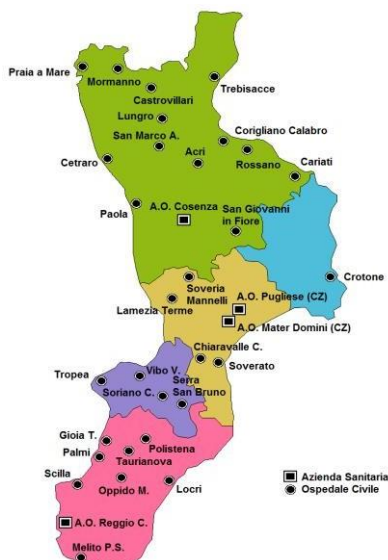 Praia a Mare
Mormanno
Trebisacce
Castrovillari
Lungro
San Marco A.
Acri
Corigliano Calabro
Rossano
Cetraro
Cariati
Paola
A.O. Cosenza
San Giovanni
in Fiore
Crotone
Soveria
Mannelli
A.O. Pugliese (CZ)
Lamezia Terme
A.O. Mater Domini (CZ)
Chiaravalle C.
Soverato
Tropea
Vibo V.
Serra
San Bruno
Soriano C.
Gioia T.
Polistena
Palmi
Taurianova
Scilla
Oppido M.
Locri
A.O. Reggio C.
Melito P.S.
Azienda Sanitaria
Ospedale Civile